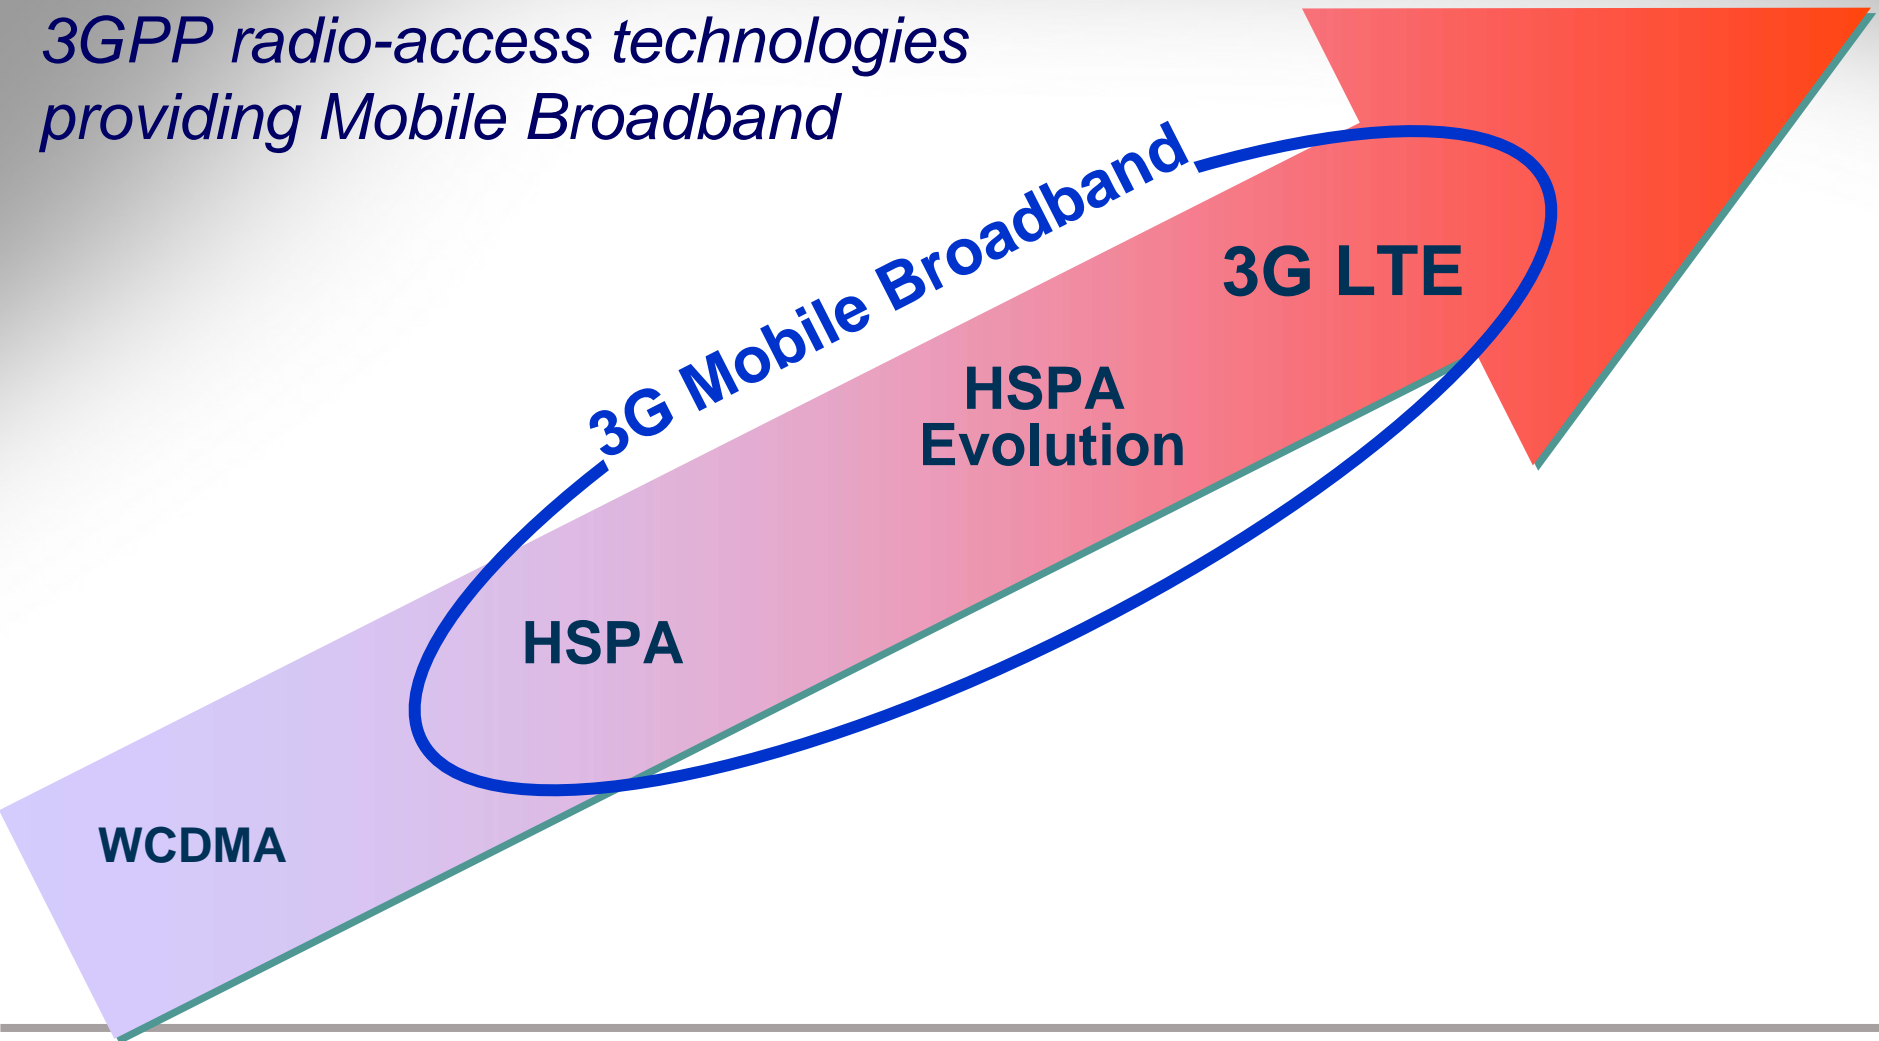 3GPP radio-access technologies
providing Mobile Broadband
3G Mobile Broadband
3G LTE
HSPA
Evolution
HSPA
WCDMA